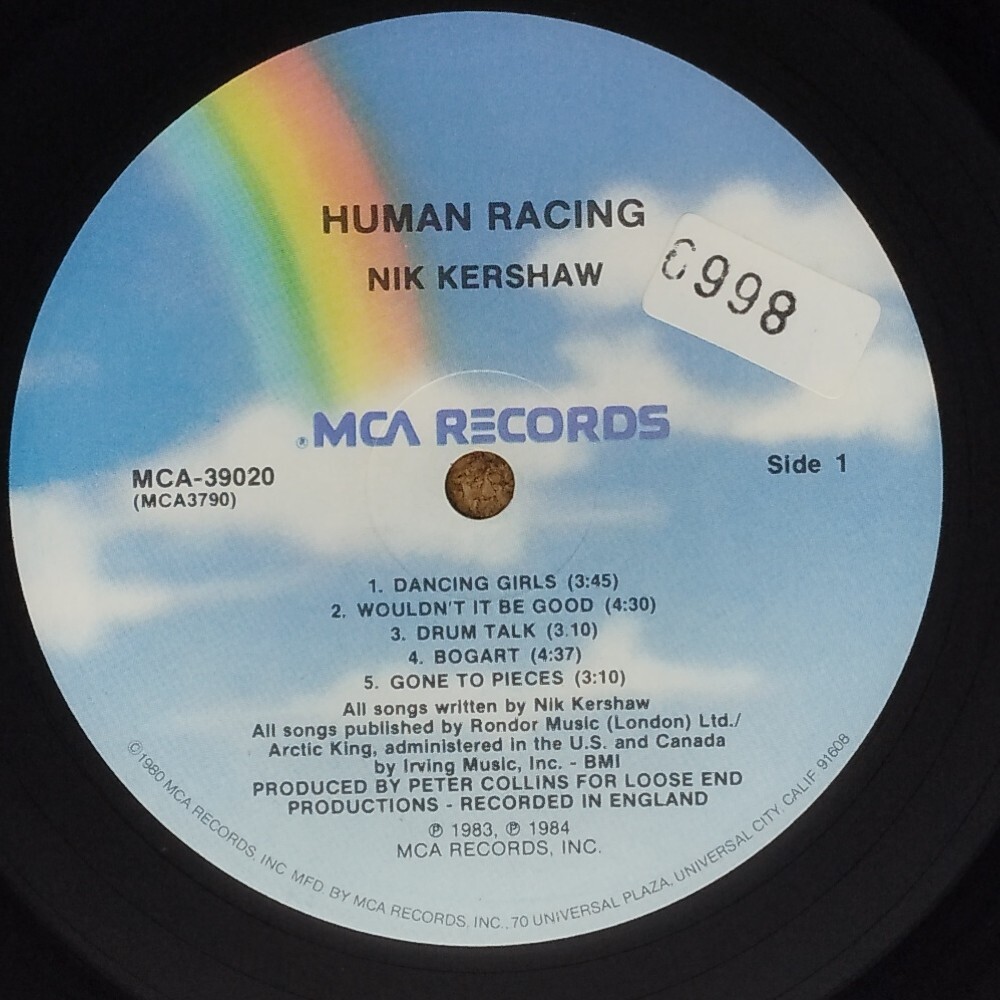 HUMAN RACING
NIK KERSHAW
6998
®MCA RECORDS
MCA-39020
(MCA3790)
Side 1
1. DANCING GIRLS (3:45)
2. WOULDN'T IT BE GOOD (4:30)
3. DRUM TALK (3.10)
4. BOGART (4:37)
5. GONE TO PIECES (3:10)
All songs written by Nik Kershaw
All songs published by Rondor Music (London) Ltd./
Arctic King, administered in the U.S. and Canada
by Irving Music, Inc. - BMI
PRODUCED BY PETER COLLINS FOR LOOSE END
PRODUCTIONS - RECORDED IN ENGLAND
℗ 1983, ℗ 1984
MCA RECORDS, INC.
©1980 MCA RECORDS, INC. MFD. BY MCA RECORDS, INC., 70 UNIVERSAL PLAZA, UNIVERSAL CITY, CALIF. 91608